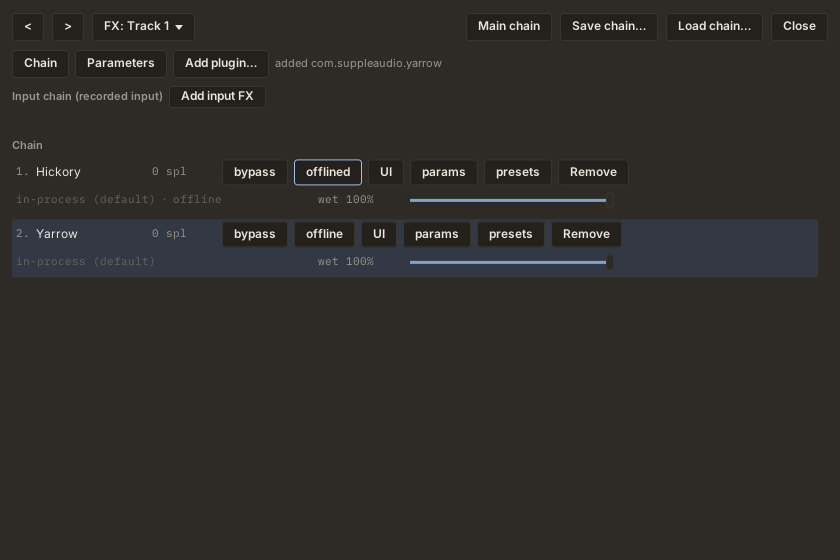 < > FX: Track 1 Main chain Save chain... Load chain... Close
Chain Parameters Add plugin... added com.suppleaudio.yarrow
Input chain (recorded input) Add input FX
Chain
1. Hickory 0 spl bypass offlined UI params presets Remove
in-process (default) · offline wet 100%
2. Yarrow 0 spl bypass offline UI params presets Remove
in-process (default) wet 100%